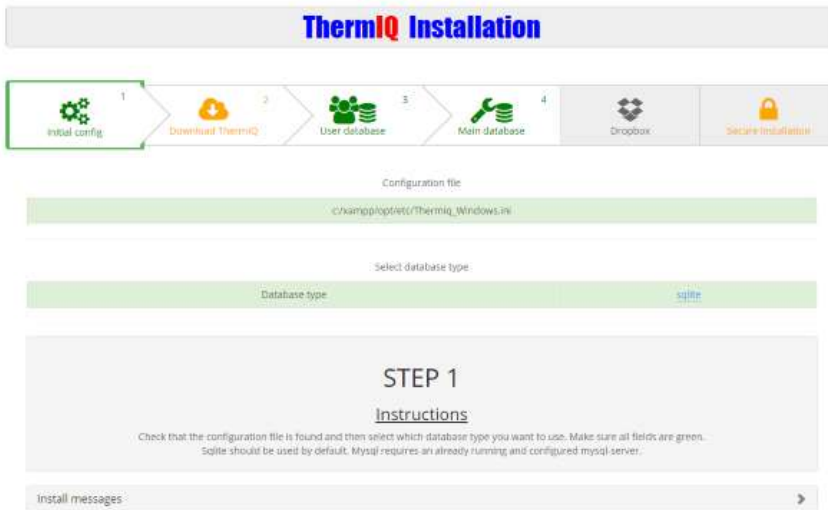 ThermIQ Installation
1
Initial config
2
Download ThermIQ
3
User database
4
Main database
Dropbox
Secure Installation
Configuration file
c:/xampp/opt/etc/Thermiq_Windows.ini
Select database type
Database type
sqlite
STEP 1
Instructions
Check that the configuration file is found and then select which database type you want to use. Make sure all fields are green.
Sqlite should be used by default. Mysql requires an already running and configured mysql-server.
Install messages